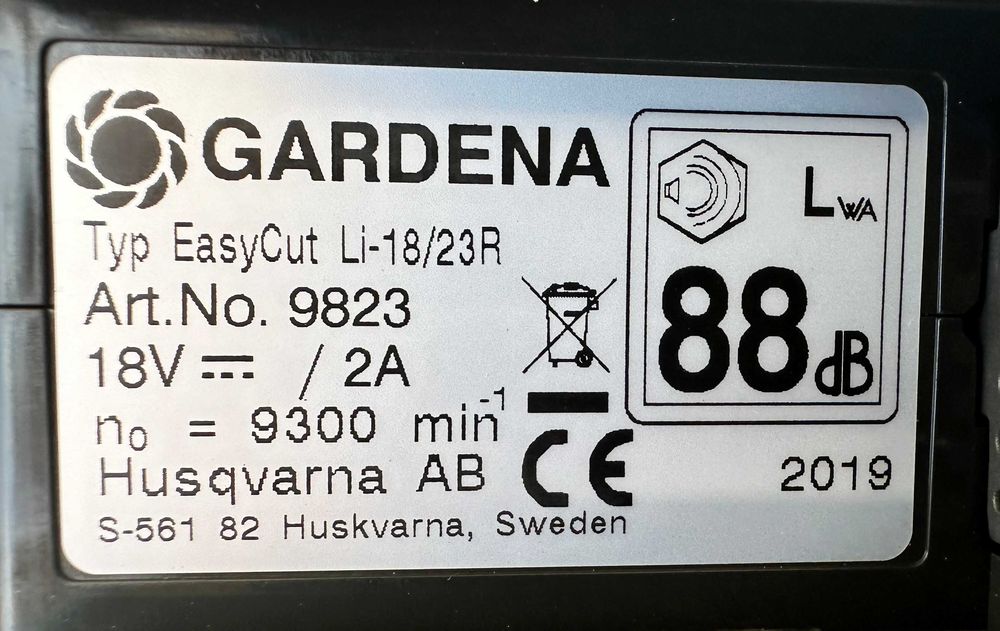 GARDENA
Typ EasyCut Li-18/23R
Art.No. 9823
18V ⎓ / 2A
n₀ = 9300 min⁻¹
Husqvarna AB
S-561 82 Huskvarna, Sweden
CE
LWA
88 dB
2019